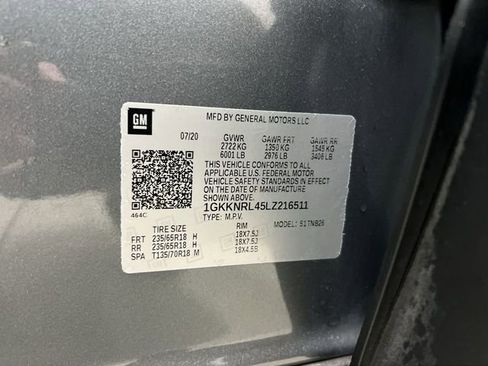 GM
MFD BY GENERAL MOTORS LLC
07/20 GVWR GAWR FRT GAWR RR
2722 KG 1350 KG 1545 KG
6001 LB 2976 LB 3406 LB
THIS VEHICLE CONFORMS TO ALL
APPLICABLE U.S. FEDERAL MOTOR
VEHICLE SAFETY STANDARDS IN EFFECT
ON THE DATE OF MANUFACTURE SHOWN ABOVE.
1GKKNRL45LZ216511
464C TYPE: M.P.V. MODEL: S1TNB26
TIRE SIZE RIM
FRT 235/65R18 H 18X7.5J
RR 235/65R18 H 18X7.5J
SPA T135/70R18 M 18X4.5B